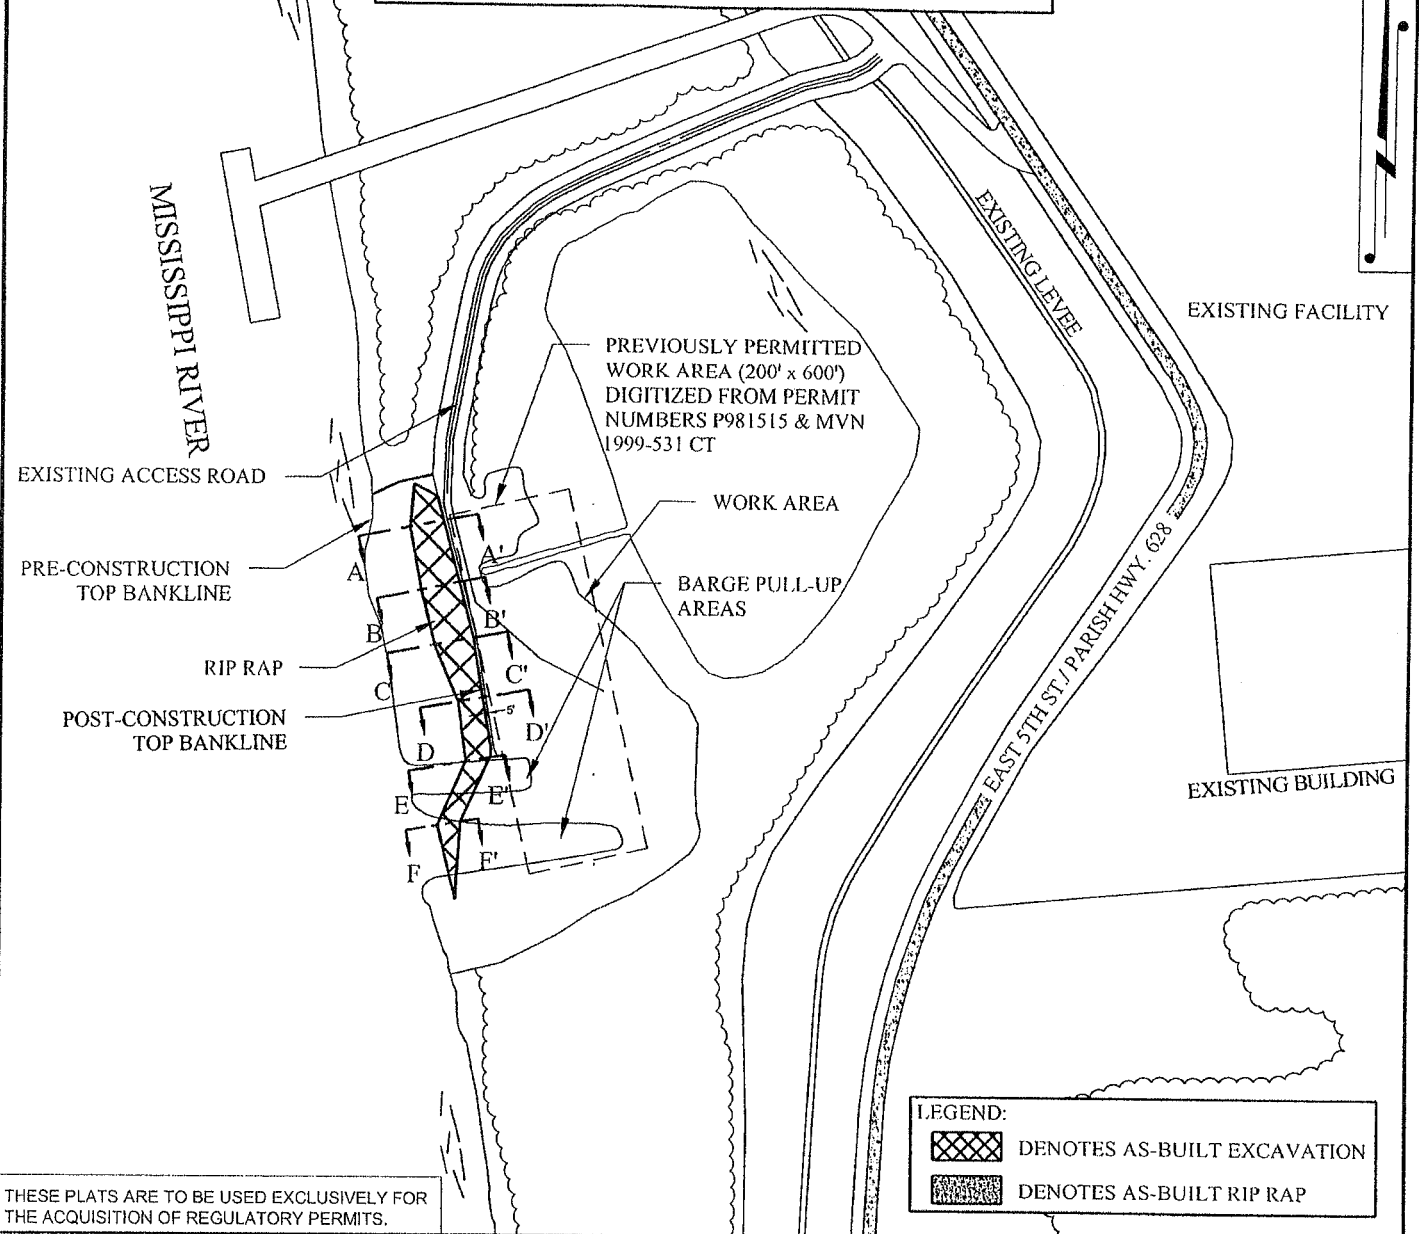 MISSISSIPPI RIVER
EXISTING LEVEE
EXISTING FACILITY
PREVIOUSLY PERMITTED
WORK AREA (200' x 600')
DIGITIZED FROM PERMIT
NUMBERS P981515 & MVN
1999-531 CT
EXISTING ACCESS ROAD
WORK AREA
PRE-CONSTRUCTION
TOP BANKLINE
BARGE PULL-UP
AREAS
RIP RAP
POST-CONSTRUCTION
TOP BANKLINE
A
A'
B
B'
C
C'
D
D'
5'
E
E'
F
F'
EAST 5TH ST./ PARISH HWY. 628
EXISTING BUILDING
LEGEND:
DENOTES AS-BUILT EXCAVATION
DENOTES AS-BUILT RIP RAP
THESE PLATS ARE TO BE USED EXCLUSIVELY FOR
THE ACQUISITION OF REGULATORY PERMITS.